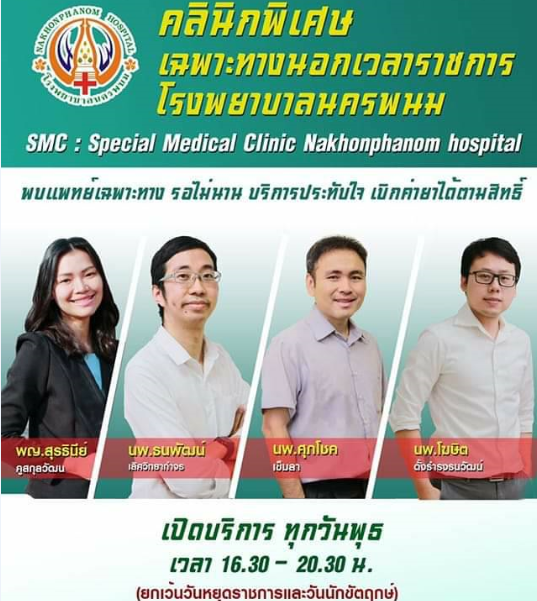 NAKHONPHANOM HOSPITAL
โรงพยาบาลนครพนม
คลินิกพิเศษ
เฉพาะทางนอกเวลาราชการ
โรงพยาบาลนครพนม
SMC : Special Medical Clinic Nakhonphanom hospital
พบแพทย์เฉพาะทาง รอไม่นาน บริการประทับใจ เบิกค่ายาได้ตามสิทธิ์
พญ.สุรธินีย์
คูสกุลวัฒน
นพ.ธนพัฒน์
เลิศวิทยากำจร
นพ.ศุภโชค
เข็มลา
นพ.โฆษิต
ตั้งธำรงธนวัฒน์
เปิดบริการ ทุกวันพุธ
เวลา 16.30 - 20.30 น.
(ยกเว้นวันหยุดราชการและวันนักขัตฤกษ์)